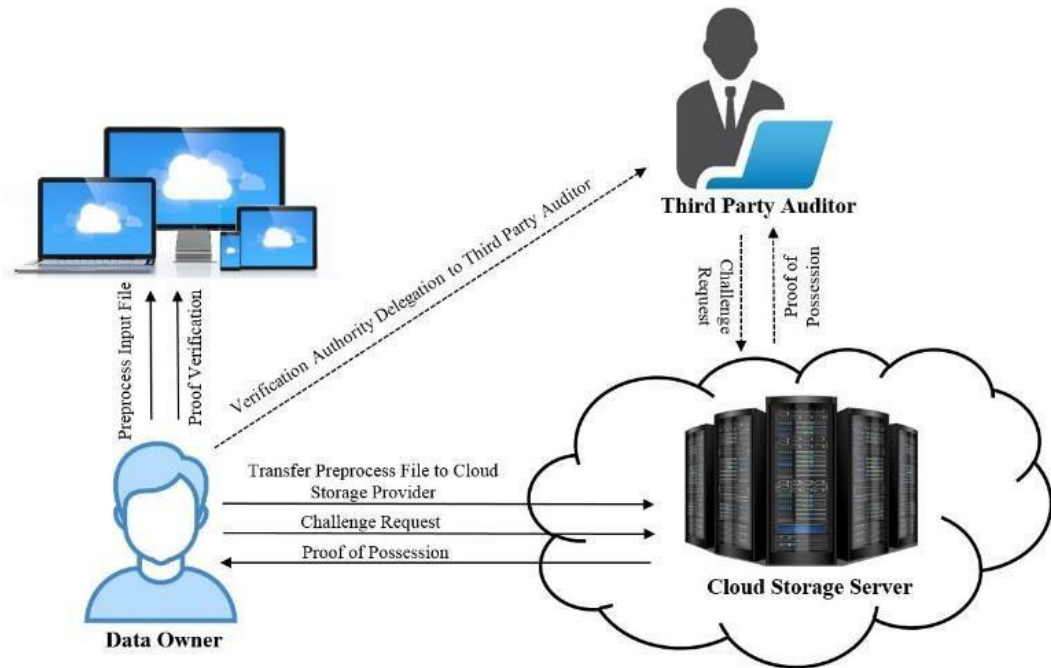 Third Party Auditor
Verification Authority Delegation to Third Party Auditor
Challenge
Request
Proof of
Possession
Preprocess Input File
Proof Verification
Transfer Preprocess File to Cloud
Storage Provider
Challenge Request
Proof of Possession
Cloud Storage Server
Data Owner